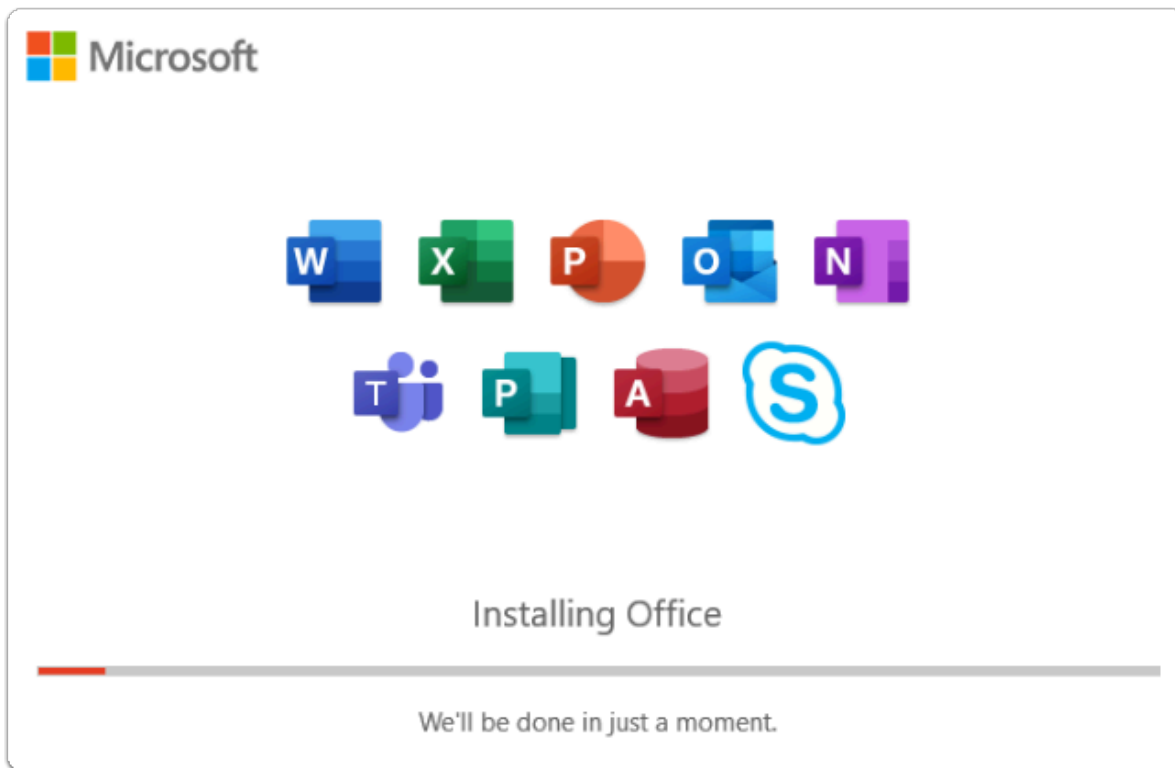 Microsoft
W X P O N
T P A S
Installing Office
We'll be done in just a moment.